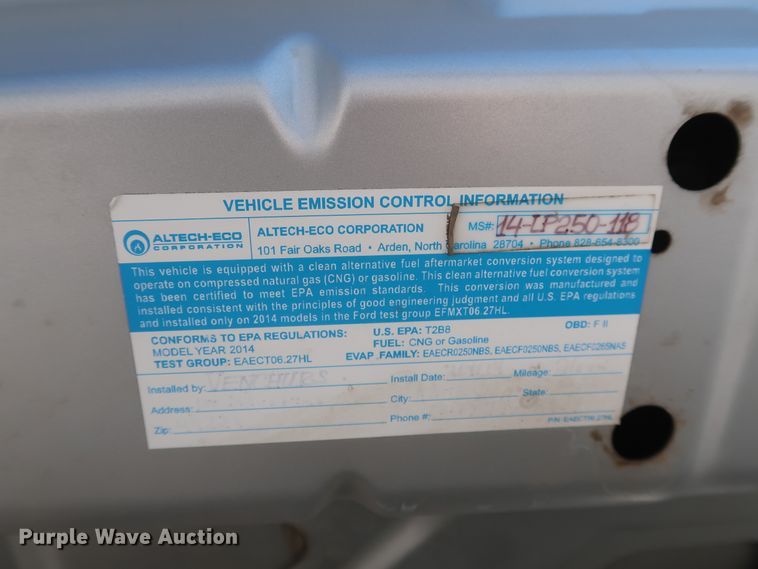 VEHICLE EMISSION CONTROL INFORMATION
ALTECH-ECO
CORPORATION
ALTECH-ECO CORPORATION
MS#: 14-LP250-118
101 Fair Oaks Road • Arden, North Carolina 28704 • Phone 828-654-8300
This vehicle is equipped with a clean alternative fuel aftermarket conversion system designed to
operate on compressed natural gas (CNG) or gasoline. This clean alternative fuel conversion system
has been certified to meet EPA emission standards. This conversion was manufactured and
installed consistent with the principles of good engineering judgment and all U.S. EPA regulations
and installed only on 2014 models in the Ford test group EFMXT06.27HL.
CONFORMS TO EPA REGULATIONS:
MODEL YEAR 2014
TEST GROUP: EAECT06.27HL
U.S. EPA: T2B8
OBD: F II
FUEL: CNG or Gasoline
EVAP. FAMILY: EAECR0250NBS, EAECF0250NBS, EAECF0265NAS
Installed by:
Install Date:
Mileage:
Address:
City:
State:
Zip:
Phone #:
P/N: EAECT06.27HL
Purple Wave Auction